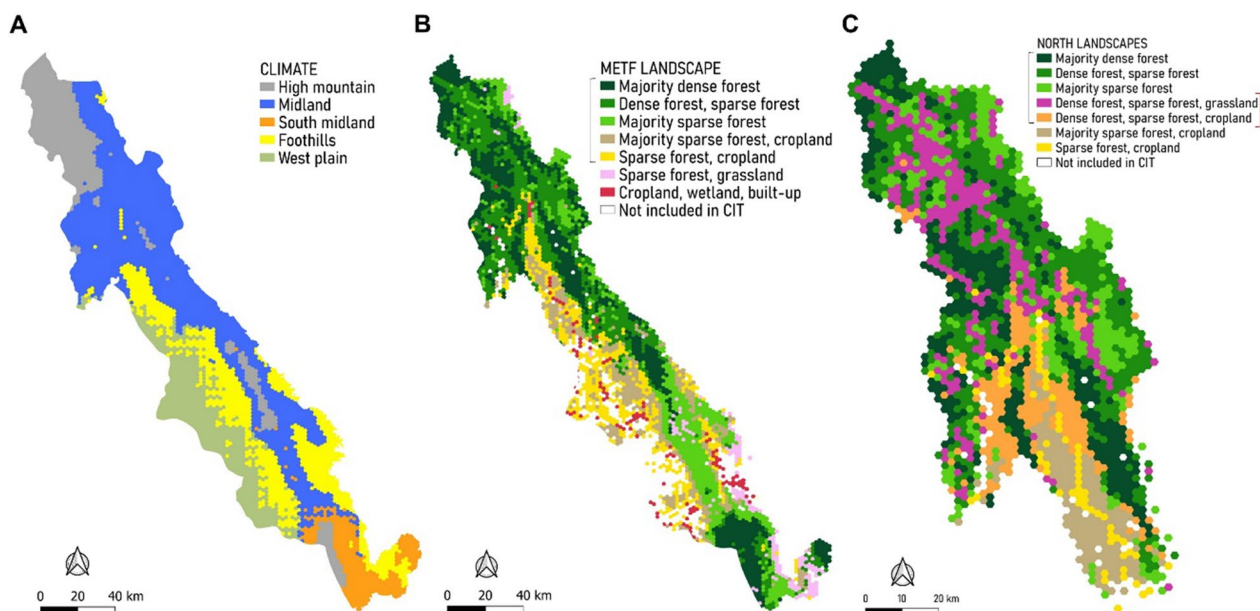 A
CLIMATE
High mountain
Midland
South midland
Foothills
West plain
0 20 40 km
B
METF LANDSCAPE
Majority dense forest
Dense forest, sparse forest
Majority sparse forest
Majority sparse forest, cropland
Sparse forest, cropland
Sparse forest, grassland
Cropland, wetland, built-up
Not included in CIT
0 20 40 km
C
NORTH LANDSCAPES
Majority dense forest
Dense forest, sparse forest
Majority sparse forest
Dense forest, sparse forest, grassland
Dense forest, sparse forest, cropland
Majority sparse forest, cropland
Sparse forest, cropland
Not included in CIT
0 10 20 km